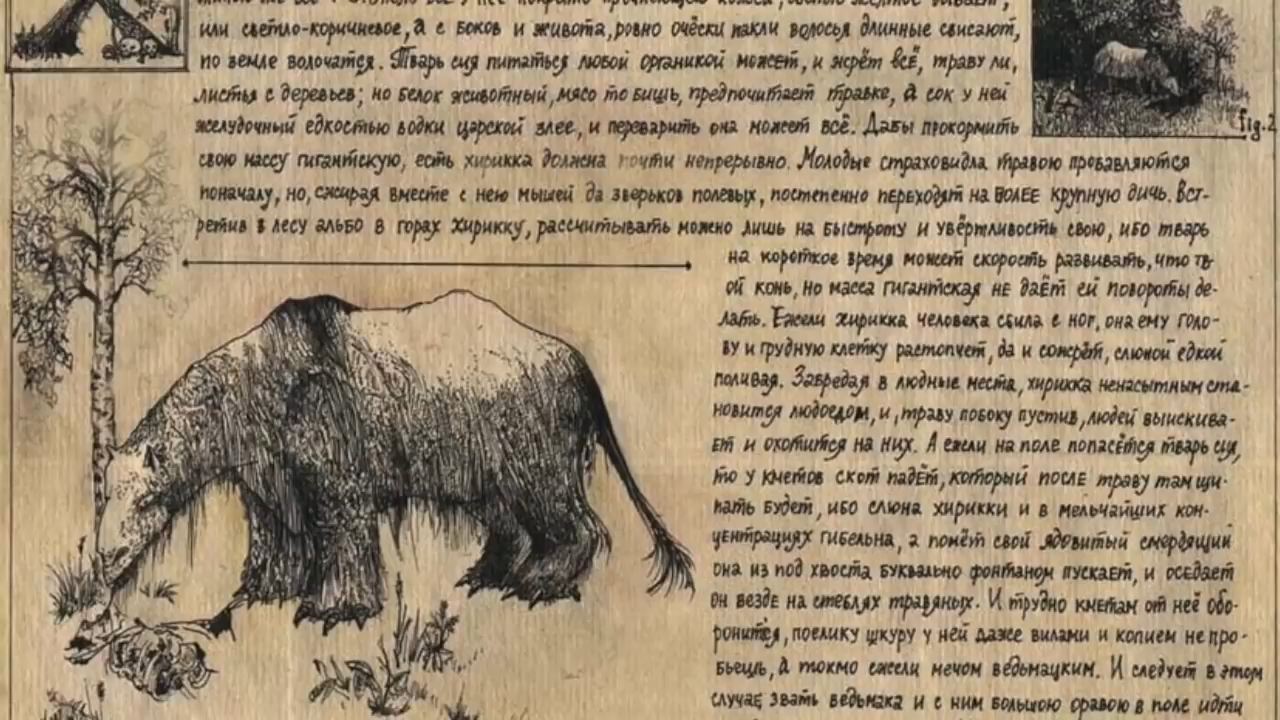 или светло-коричневое, а с боков и живота, ровно очёски пакли волосья длинные свисают,
по земле волочатся. Тварь сия питаться любой органикой может, и жрёт всё, траву ли,
листья с деревьев; но белок животный, мясо то бишь, предпочитает травке, а сок у ней
желудочный едкостью водки царской злее, и переварить она может всё. Дабы прокормить
свою массу гигантскую, есть хирикка должна почти непрерывно. Молодые страховидла травою пробавляются
поначалу, но, сжирая вместе с нею мышей да зверьков полевых, постепенно переходят на более крупную дичь. Вст-
ретив в лесу альбо в горах хирикку, рассчитывать можно лишь на быстроту и увёртливость свою, ибо тварь
на короткое время может скорость развивать, что тв-
ой конь, но масса гигантская не даёт ей повороты де-
лать. Ежели хирикка человека сбила с ног, она ему голо-
ву и грудную клетку растопчет, да и сожрёт, слюной едкой
поливая. Забредая в людные места, хирикка ненасытным ста-
новится людоедом, и, траву побоку пустив, людей выискива-
ет и охотится на них. А ежели на поле попасётся тварь сия,
то у кметов скот падёт, который после траву там щи-
пать будет, ибо слюна хирикки и в мельчайших кон-
центрациях гибельна, а помёт свой ядовитый смердящий
она из под хвоста буквально фонтаном пускает, и оседает
он везде на стеблях травяных. И трудно кметам от неё обо-
ронится, поелику шкуру у ней даже вилами и копием не про-
бьешь, а токмо ежели мечом ведьмацким. И следует в этом
случае звать ведьмака и с ним большою оравою в поле идти
fig.2